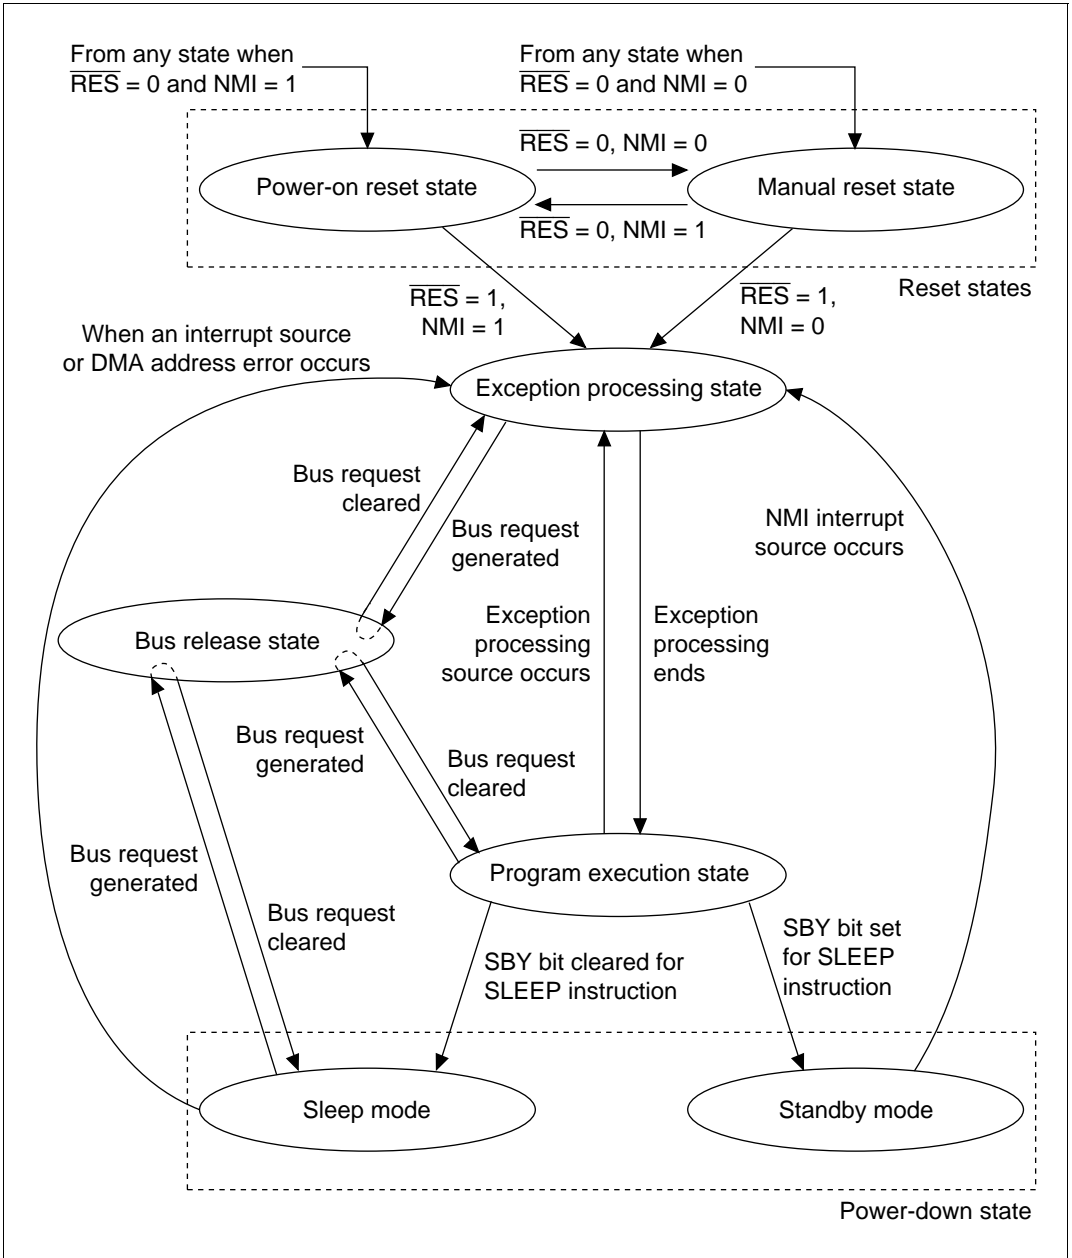 From any state when
RES = 0 and NMI = 1
From any state when
RES = 0 and NMI = 0
RES = 0, NMI = 0
Power-on reset state
Manual reset state
RES = 0, NMI = 1
Reset states
RES = 1,
NMI = 1
RES = 1,
NMI = 0
When an interrupt source
or DMA address error occurs
Exception processing state
Bus request
cleared
Bus request
generated
NMI interrupt
source occurs
Exception
processing
source occurs
Exception
processing
ends
Bus release state
Bus request
generated
Bus request
cleared
Bus request
generated
Bus request
cleared
Program execution state
SBY bit cleared for
SLEEP instruction
SBY bit set
for SLEEP
instruction
Sleep mode
Standby mode
Power-down state